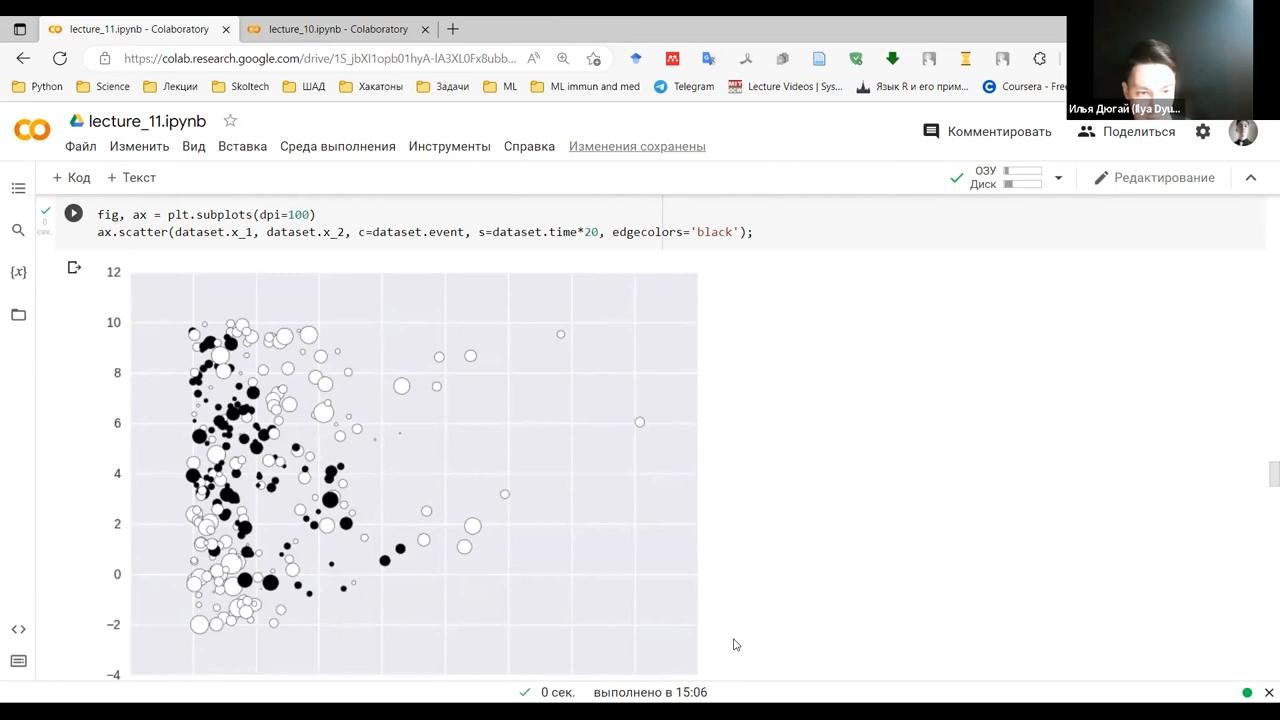 lecture_11.ipynb - Colaboratory
lecture_10.ipynb - Colaboratory
https://colab.research.google.com/drive/1S_jbXI1opb01hyA-lA3XL0Fx8ubb...
Python
Science
Лекции
Skoltech
ШАД
Хакатоны
Задачи
ML
ML immun and med
Telegram
Lecture Videos | Sys...
Язык R и его прим...
Coursera - Fre
Илья Дюгай (Ilya Dyu...
lecture_11.ipynb
Комментировать
Поделиться
Файл
Изменить
Вид
Вставка
Среда выполнения
Инструменты
Справка
Изменения сохранены
+ Код
+ Текст
ОЗУ
Диск
Редактирование
0
сек.
fig, ax = plt.subplots(dpi=100)
ax.scatter(dataset.x_1, dataset.x_2, c=dataset.event, s=dataset.time*20, edgecolors='black');
{x}
12
10
8
6
4
2
0
−2
−4
0 сек.
выполнено в 15:06